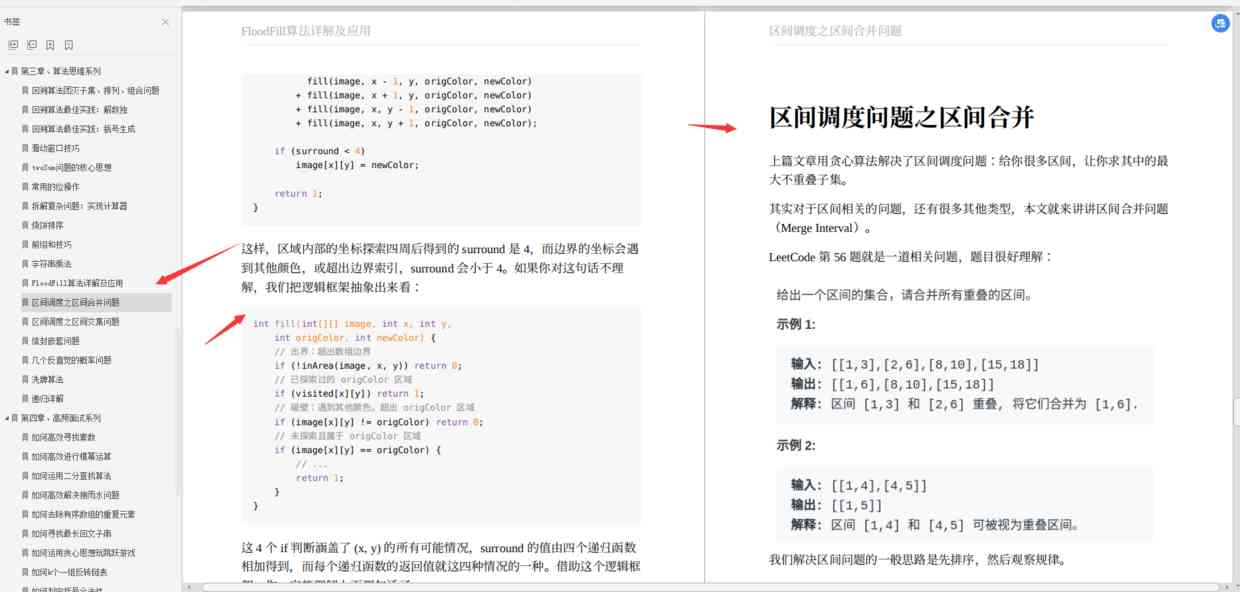 书签
第三章、算法思维系列
回溯算法团灭子集、排列、组合问题
回溯算法最佳实践：解数独
回溯算法最佳实践：括号生成
滑动窗口技巧
twoSum问题的核心思想
常用的位操作
拆解复杂问题：实现计算器
烧饼排序
前缀和技巧
字符串乘法
FloodFill算法详解及应用
区间调度之区间合并问题
区间调度之区间交集问题
信封嵌套问题
几个反直觉的概率问题
洗牌算法
递归详解
第四章、高频面试系列
如何高效寻找素数
如何高效进行模幂运算
如何运用二分查找算法
如何高效解决接雨水问题
如何去除有序数组的重复元素
如何寻找最长回文子串
如何运用贪心思想玩跳跃游戏
如何k个一组反转链表
如何判定括号合法性
FloodFill算法详解及应用
fill(image, x - 1, y, origColor, newColor)
+ fill(image, x + 1, y, origColor, newColor)
+ fill(image, x, y - 1, origColor, newColor)
+ fill(image, x, y + 1, origColor, newColor);
if (surround < 4)
image[x][y] = newColor;
return 1;
}
这样，区域内部的坐标探索四周后得到的 surround 是 4，而边界的坐标会遇
到其他颜色，或超出边界索引，surround 会小于 4。如果你对这句话不理
解，我们把逻辑框架抽象出来看：
int fill(int[][] image, int x, int y,
int origColor, int newColor) {
// 出界：超出数组边界
if (!inArea(image, x, y)) return 0;
// 已探索过的 origColor 区域
if (visited[x][y]) return 1;
// 碰壁：遇到其他颜色，超出 origColor 区域
if (image[x][y] != origColor) return 0;
// 未探索且属于 origColor 区域
if (image[x][y] == origColor) {
// ...
return 1;
}
}
这 4 个 if 判断涵盖了 (x, y) 的所有可能情况，surround 的值由四个递归函数
相加得到，而每个递归函数的返回值就这四种情况的一种。借助这个逻辑框
区间调度之区间合并问题
区间调度问题之区间合并
上篇文章用贪心算法解决了区间调度问题：给你很多区间，让你求其中的最
大不重叠子集。
其实对于区间相关的问题，还有很多其他类型，本文就来讲讲区间合并问题
（Merge Interval）。
LeetCode 第 56 题就是一道相关问题，题目很好理解：
给出一个区间的集合，请合并所有重叠的区间。
示例 1:
输入: [[1,3],[2,6],[8,10],[15,18]]
输出: [[1,6],[8,10],[15,18]]
解释: 区间 [1,3] 和 [2,6] 重叠, 将它们合并为 [1,6].
示例 2:
输入: [[1,4],[4,5]]
输出: [[1,5]]
解释: 区间 [1,4] 和 [4,5] 可被视为重叠区间。
我们解决区间问题的一般思路是先排序，然后观察规律。